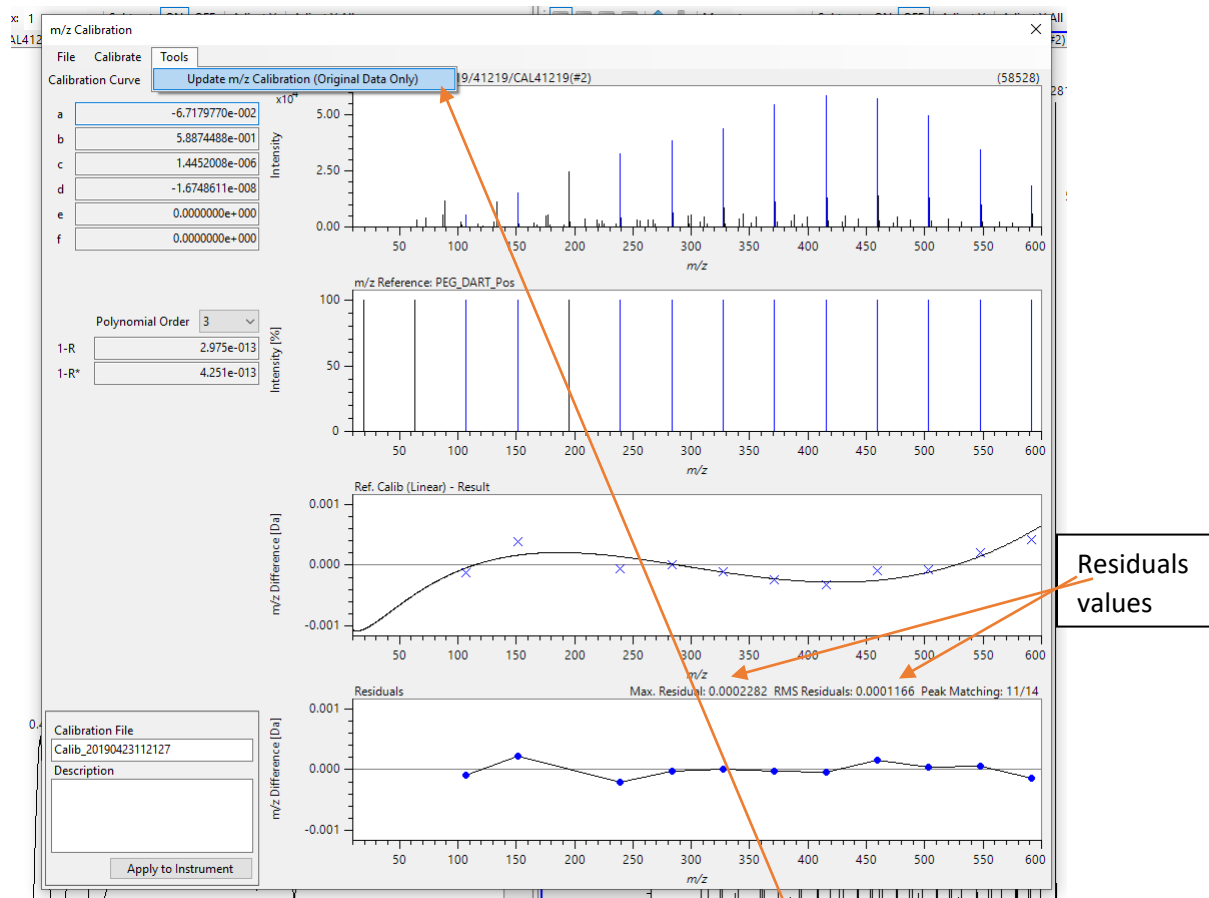 x: 1
m/z Calibration
AL412
#2)
File Calibrate Tools
Calibration Curve
Update m/z Calibration (Original Data Only)
19/41219/CAL41219(#2)
(58528)
a -6.7179770e-002
b 5.8874488e-001
c 1.4452008e-006
d -1.6748611e-008
e 0.0000000e+000
f 0.0000000e+000
Polynomial Order 3
1-R 2.975e-013
1-R* 4.251e-013
x10⁴
Intensity
5.00
2.50
0.00
50 100 150 200 250 300 350 400 450 500 550 600
m/z
m/z Reference: PEG_DART_Pos
Intensity [%]
100
50
0
50 100 150 200 250 300 350 400 450 500 550 600
m/z
Ref. Calib (Linear) - Result
m/z Difference [Da]
0.001
0.000
-0.001
50 100 150 200 250 300 350 400 450 500 550 600
m/z
Residuals
values
Residuals
Max. Residual: 0.0002282 RMS Residuals: 0.0001166 Peak Matching: 11/14
m/z Difference [Da]
0.001
0.000
-0.001
50 100 150 200 250 300 350 400 450 500 550 600
m/z
Calibration File
Calib_20190423112127
Description
Apply to Instrument